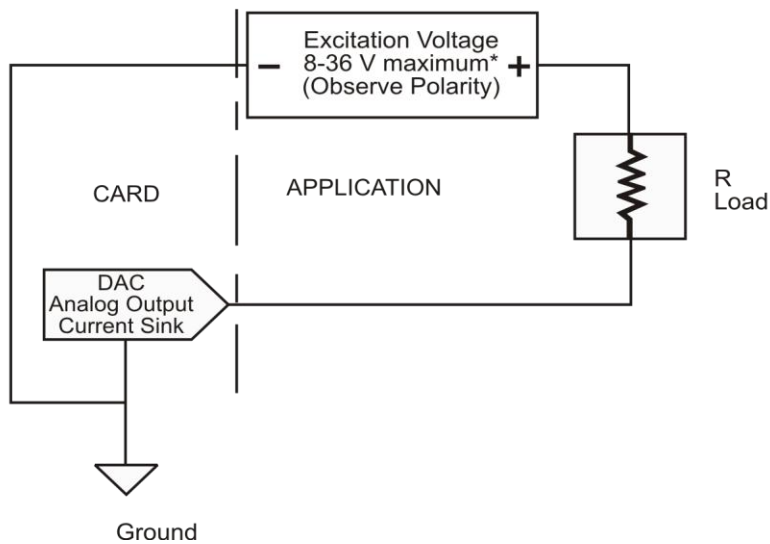 Excitation Voltage
− 8-36 V maximum* +
(Observe Polarity)
CARD
APPLICATION
R
Load
DAC
Analog Output
Current Sink
Ground